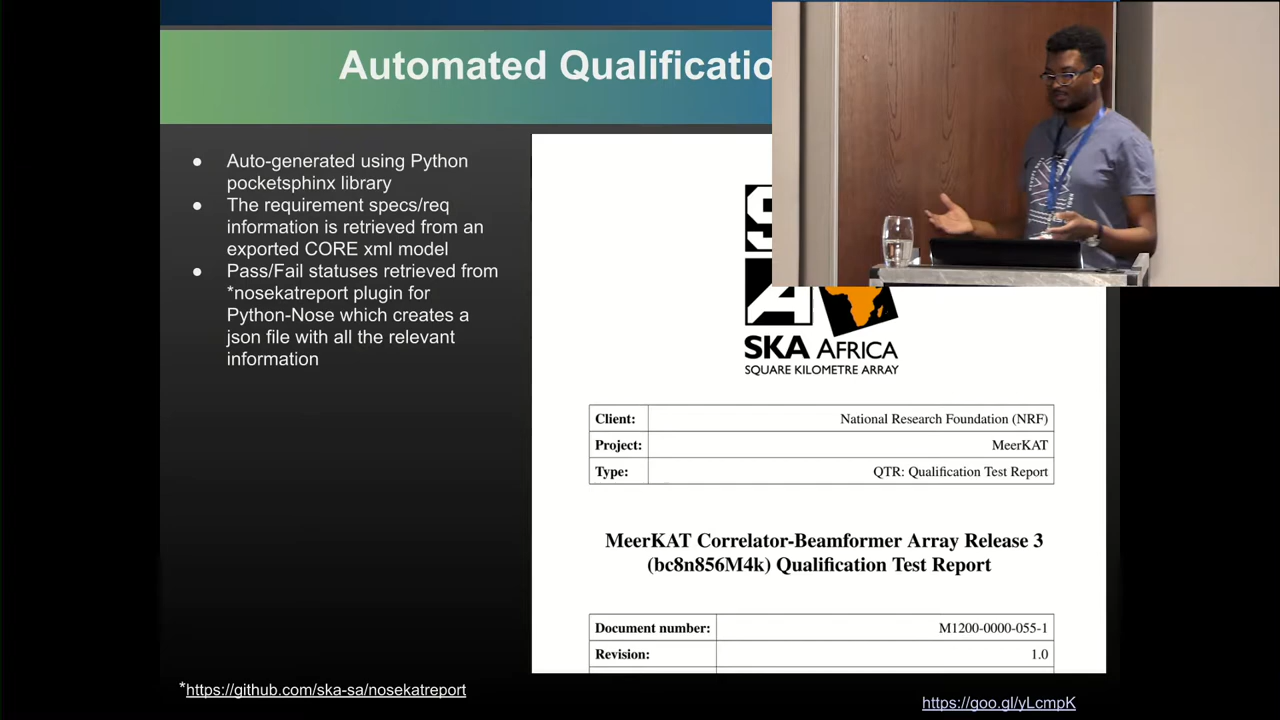 Automated Qualificatio
● Auto-generated using Python
pocketsphinx library
● The requirement specs/req
information is retrieved from an
exported CORE xml model
● Pass/Fail statuses retrieved from
*nosekatreport plugin for
Python-Nose which creates a
json file with all the relevant
information
SKA AFRICA
SQUARE KILOMETRE ARRAY
Client: National Research Foundation (NRF)
Project: MeerKAT
Type: QTR: Qualification Test Report
MeerKAT Correlator-Beamformer Array Release 3
(bc8n856M4k) Qualification Test Report
Document number: M1200-0000-055-1
Revision: 1.0
*https://github.com/ska-sa/nosekatreport
https://goo.gl/yLcmpK